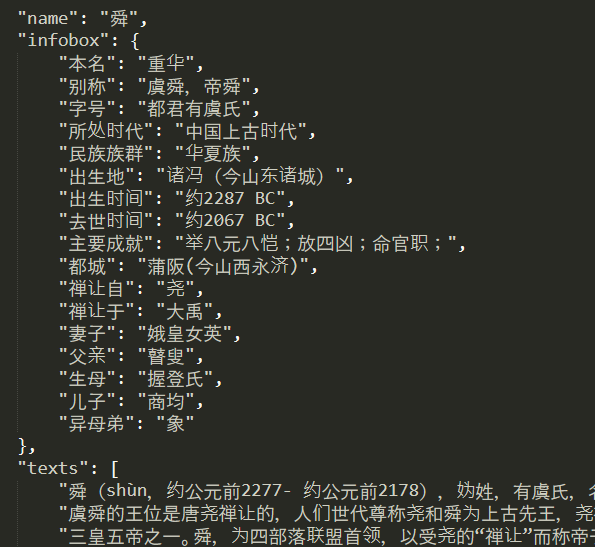 "name": "舜",
"infobox": {
"本名": "重华",
"别称": "虞舜，帝舜",
"字号": "都君有虞氏",
"所处时代": "中国上古时代",
"民族族群": "华夏族",
"出生地": "诸冯（今山东诸城）",
"出生时间": "约2287 BC",
"去世时间": "约2067 BC",
"主要成就": "举八元八恺；放四凶；命官职；",
"都城": "蒲阪(今山西永济)",
"禅让自": "尧",
"禅让于": "大禹",
"妻子": "娥皇女英",
"父亲": "瞽叟",
"生母": "握登氏",
"儿子": "商均",
"异母弟": "象"
},
"texts": [
"舜（shùn，约公元前2277- 约公元前2178），妫姓，有虞氏，
"虞舜的王位是唐尧禅让的，人们世代尊称尧和舜为上古先王，尧
"三皇五帝之一。舜，为四部落联盟首领，以受尧的“禅让”而称帝